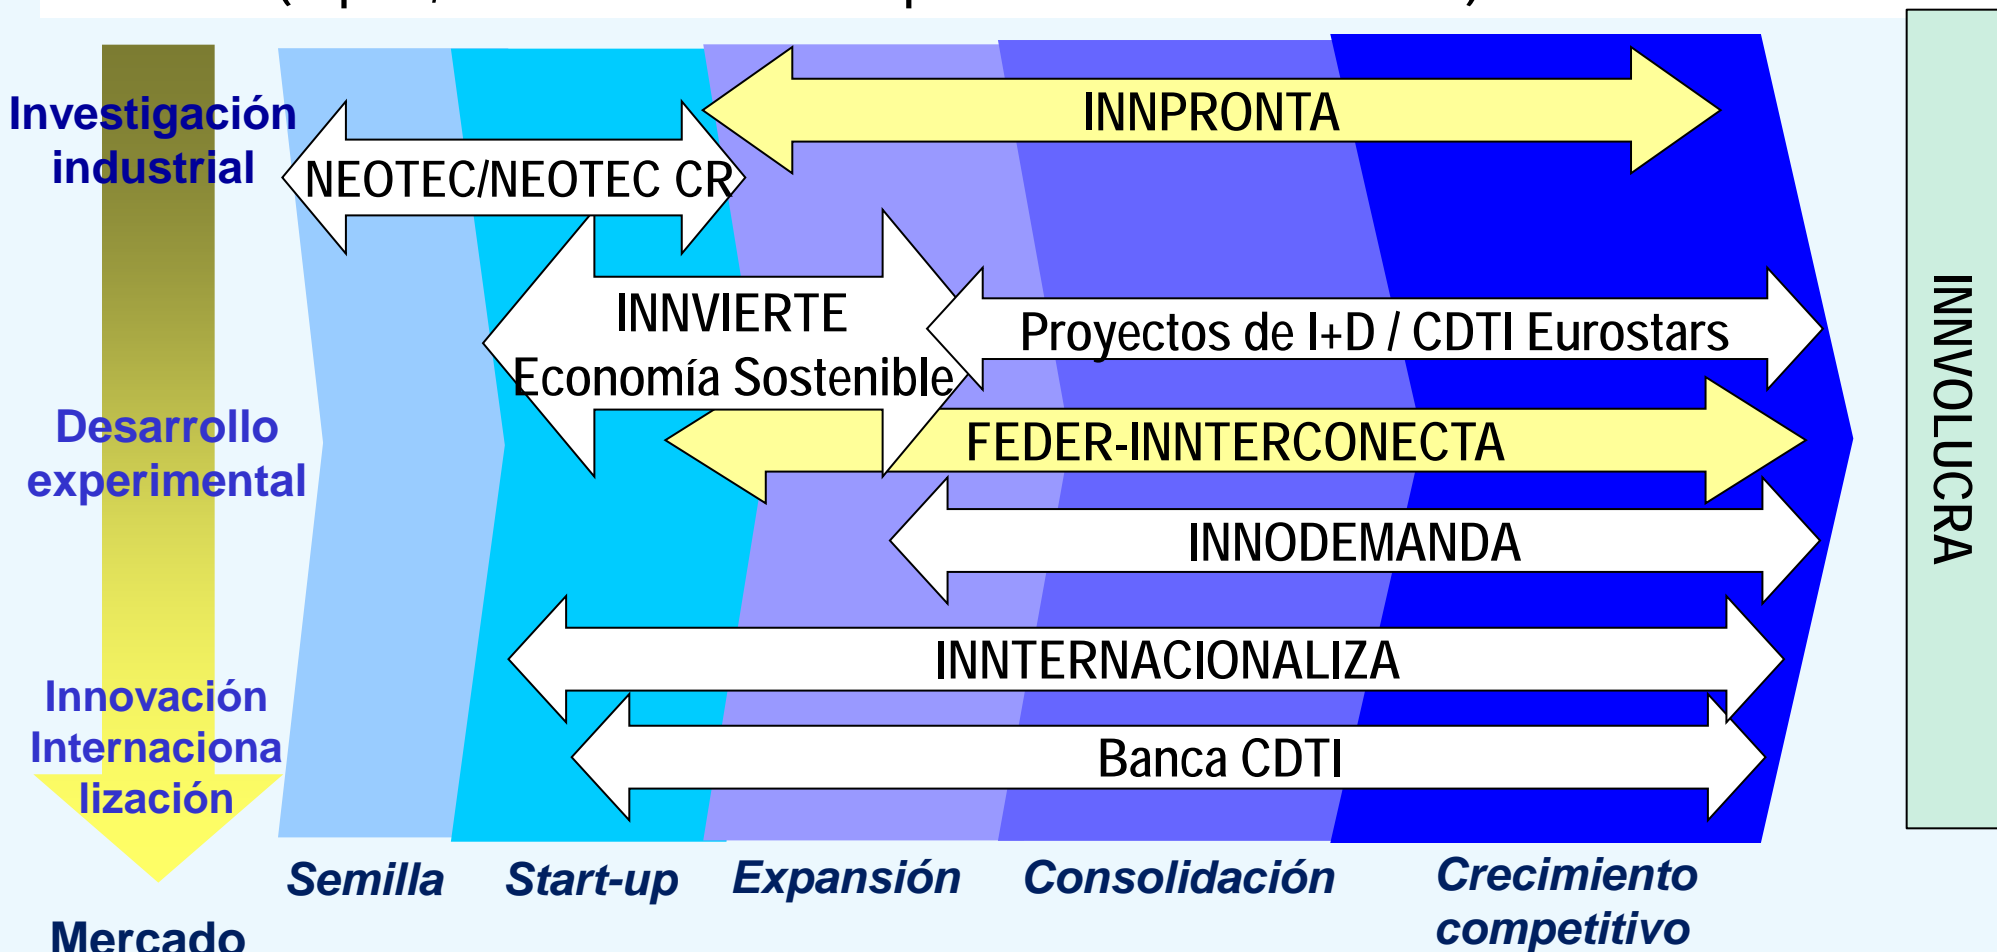 Investigación
industrial
INNPRONTA
NEOTEC/NEOTEC CR
INNVIERTE
Economía Sostenible
Proyectos de I+D / CDTI Eurostars
Desarrollo
experimental
FEDER-INNTERCONECTA
INNODEMANDA
INNTERNACIONALIZA
Innovación
Internaciona
lización
Banca CDTI
INNVOLUCRA
Semilla
Start-up
Expansión
Consolidación
Crecimiento
competitivo
Mercado